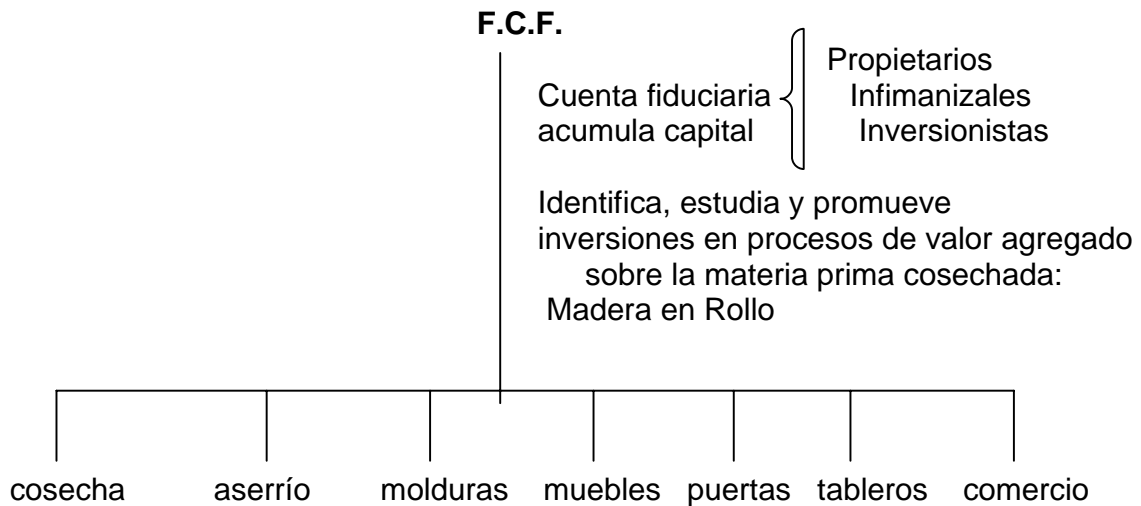 F.C.F.
Cuenta fiduciaria
acumula capital
Propietarios
Infimanizales
Inversionistas
Identifica, estudia y promueve
inversiones en procesos de valor agregado
sobre la materia prima cosechada:
Madera en Rollo
cosecha aserrío molduras muebles puertas tableros comercio